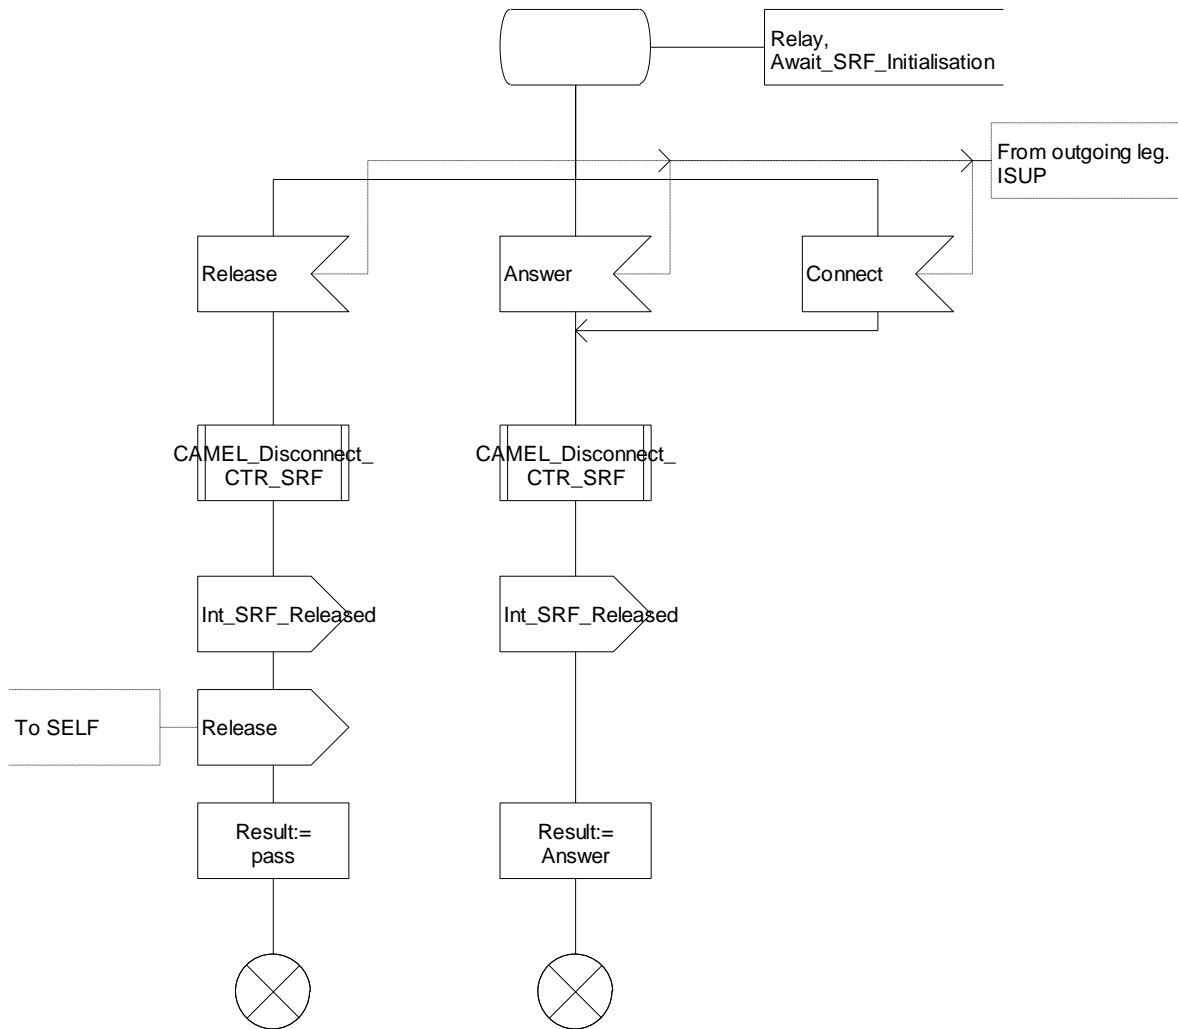 Relay,
Await_SRF_Initialisation
From outgoing leg.
ISUP
Release
Answer
Connect
CAMEL_Disconnect_
CTR_SRF
CAMEL_Disconnect_
CTR_SRF
Int_SRF_Released
Int_SRF_Released
To SELF
Release
Result:=
pass
Result:=
Answer